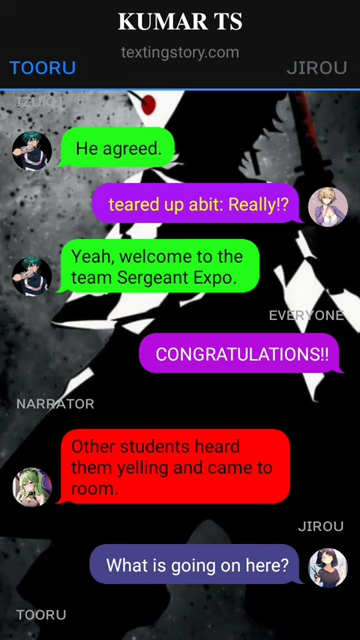 KUMAR TS
textingstory.com
TOORU
JIROU
IZUKU
He agreed.
teared up abit: Really!?
Yeah, welcome to the
team Sergeant Expo.
EVERYONE
CONGRATULATIONS!!
NARRATOR
Other students heard
them yelling and came to
room.
JIROU
What is going on here?
TOORU